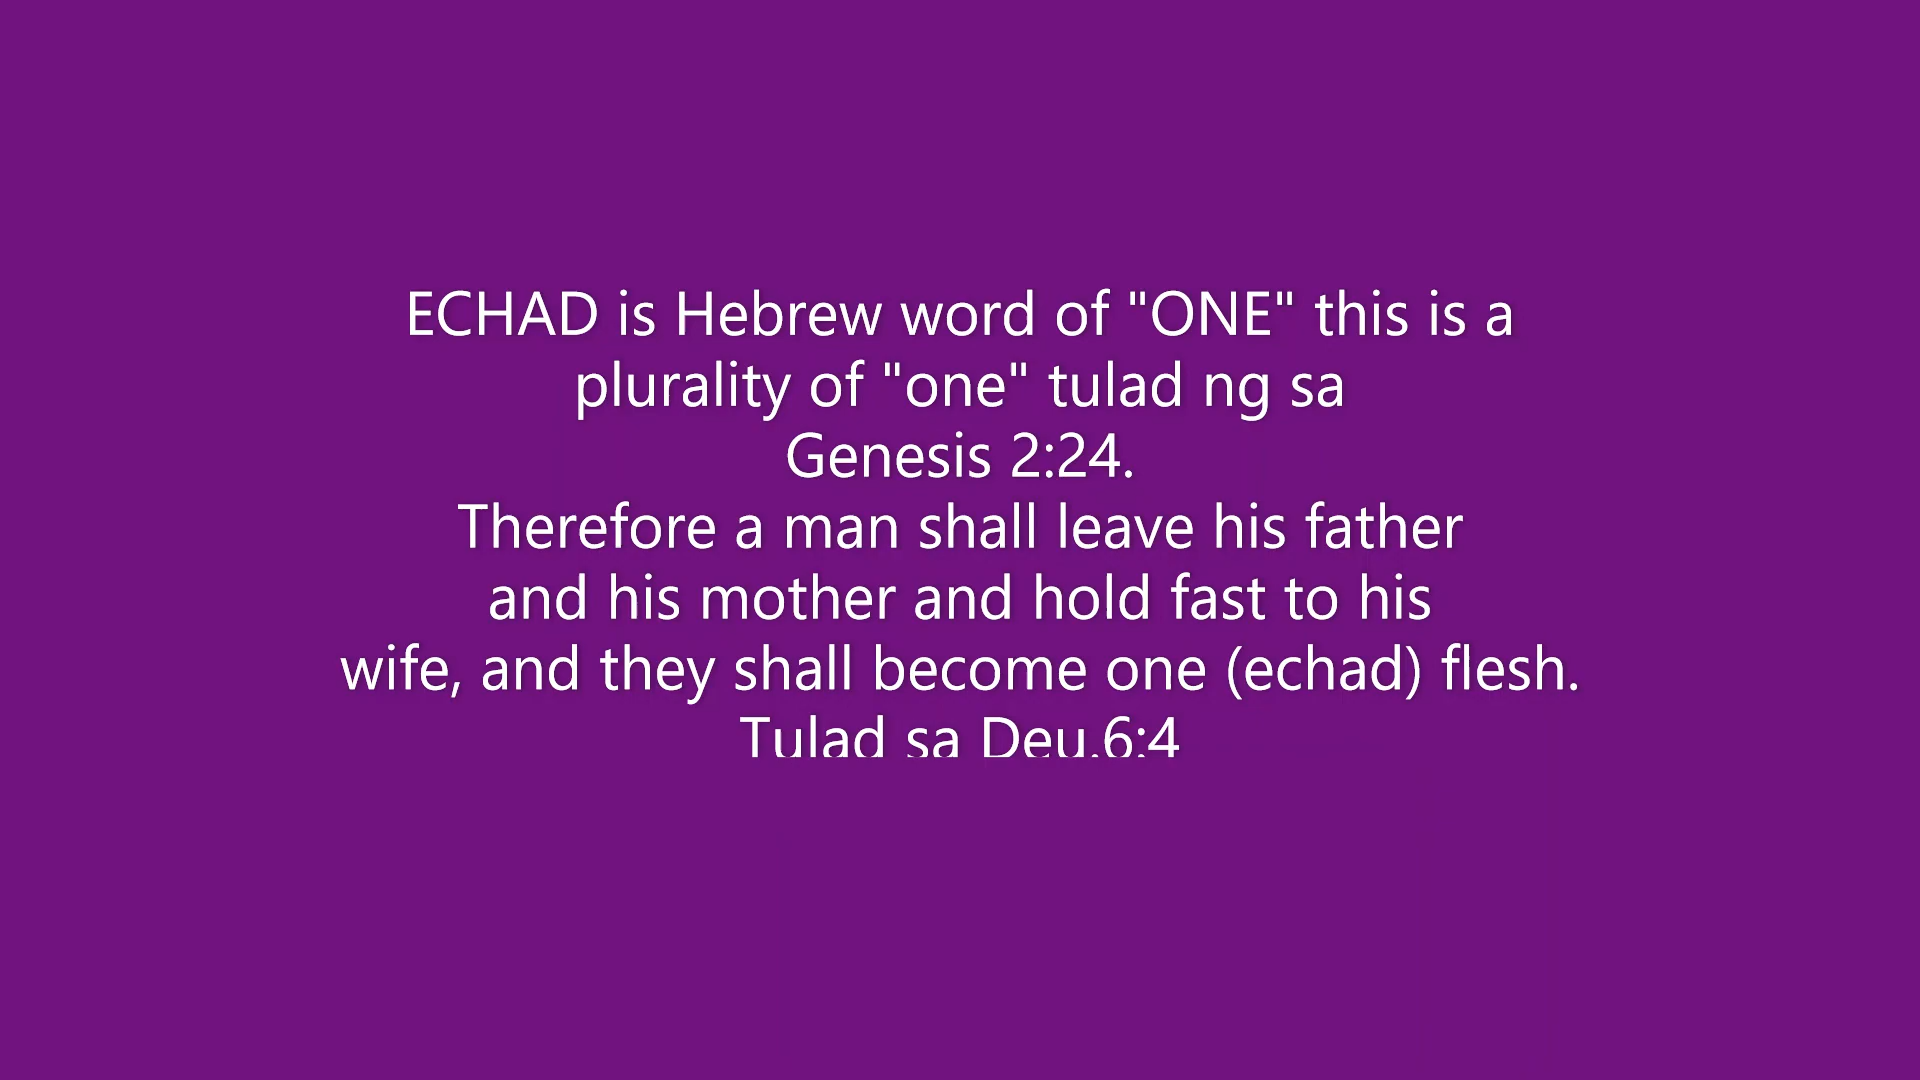 ECHAD is Hebrew word of "ONE" this is a
plurality of "one" tulad ng sa
Genesis 2:24.
Therefore a man shall leave his father
and his mother and hold fast to his
wife, and they shall become one (echad) flesh.
Tulad sa Deu.6:4